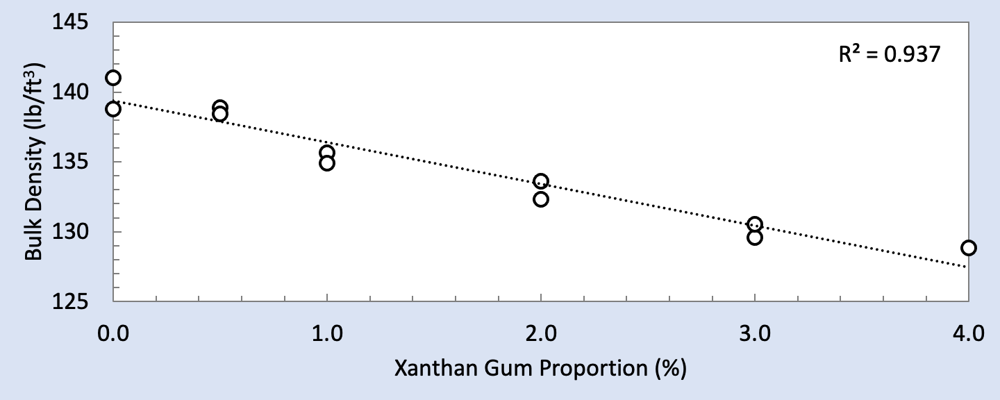 145
R² = 0.937
140
135
130
125
Bulk Density (lb/ft³)
0.0 1.0 2.0 3.0 4.0
Xanthan Gum Proportion (%)